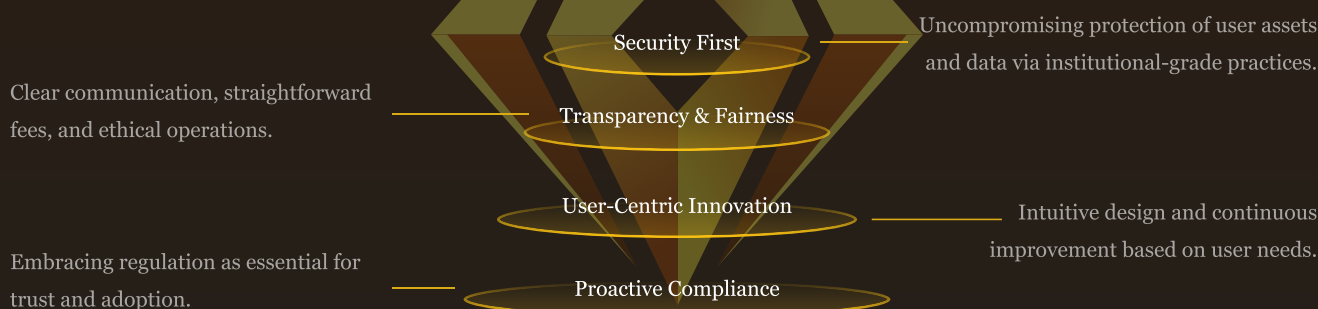 Security First
Uncompromising protection of user assets
and data via institutional-grade practices.
Clear communication, straightforward
fees, and ethical operations.
Transparency & Fairness
User-Centric Innovation
Intuitive design and continuous
improvement based on user needs.
Embracing regulation as essential for
trust and adoption.
Proactive Compliance